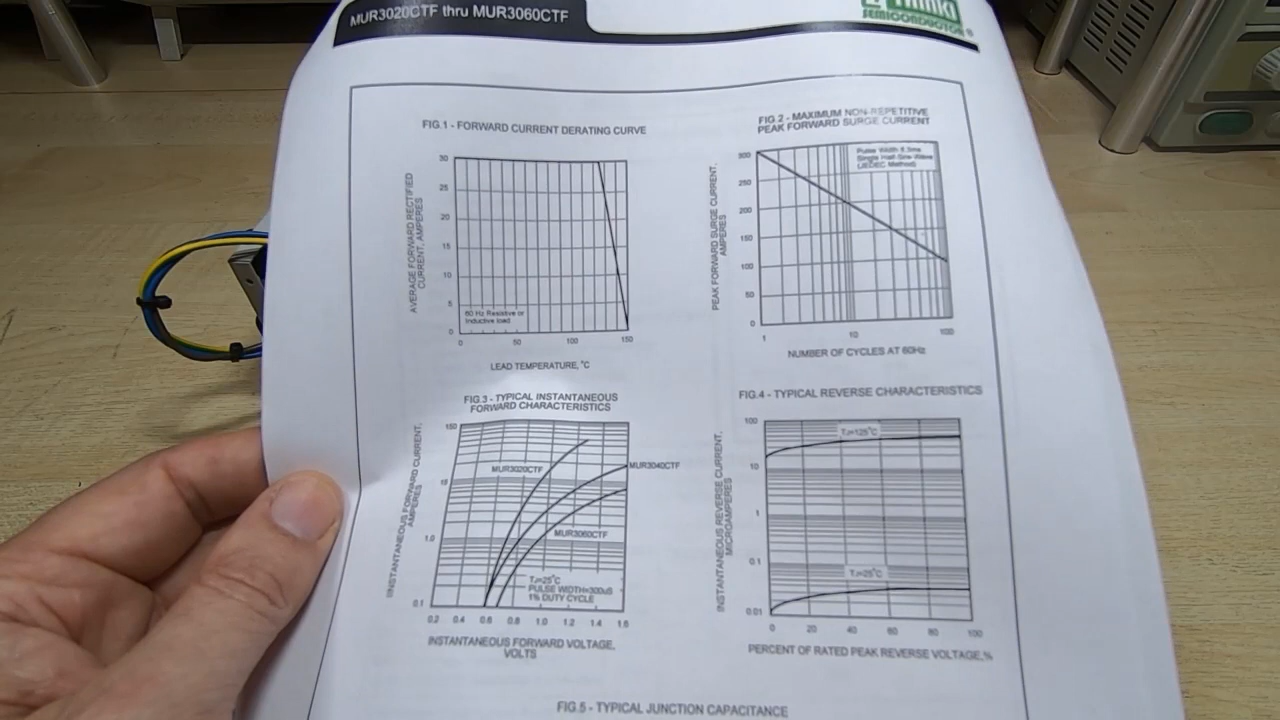 MUR3020CTF thru MUR3060CTF
Thinki
SEMICONDUCTOR®
FIG.1 - FORWARD CURRENT DERATING CURVE
AVERAGE FORWARD RECTIFIED
CURRENT, AMPERES
30
25
20
15
10
5
0
60 Hz Resistive or
Inductive load
0 50 100 150
LEAD TEMPERATURE, °C
FIG.2 - MAXIMUM NON-REPETITIVE
PEAK FORWARD SURGE CURRENT
PEAK FORWARD SURGE CURRENT,
AMPERES
300
250
200
150
100
50
0
Pulse Width 8.3ms
Single Half-Sine-Wave
(JEDEC Method)
1 10 100
NUMBER OF CYCLES AT 60Hz
FIG.3 - TYPICAL INSTANTANEOUS
FORWARD CHARACTERISTICS
INSTANTANEOUS FORWARD CURRENT,
AMPERES
150
15
1.0
0.1
MUR3020CTF
MUR3040CTF
MUR3060CTF
TJ=25°C
PULSE WIDTH=300uS
1% DUTY CYCLE
0.2 0.4 0.6 0.8 1.0 1.2 1.4 1.6
INSTANTANEOUS FORWARD VOLTAGE,
VOLTS
FIG.4 - TYPICAL REVERSE CHARACTERISTICS
INSTANTANEOUS REVERSE CURRENT,
MICROAMPERES
100
10
1
0.1
0.01
TJ=125°C
TJ=25°C
0 20 40 60 80 100
PERCENT OF RATED PEAK REVERSE VOLTAGE,%
FIG.5 - TYPICAL JUNCTION CAPACITANCE